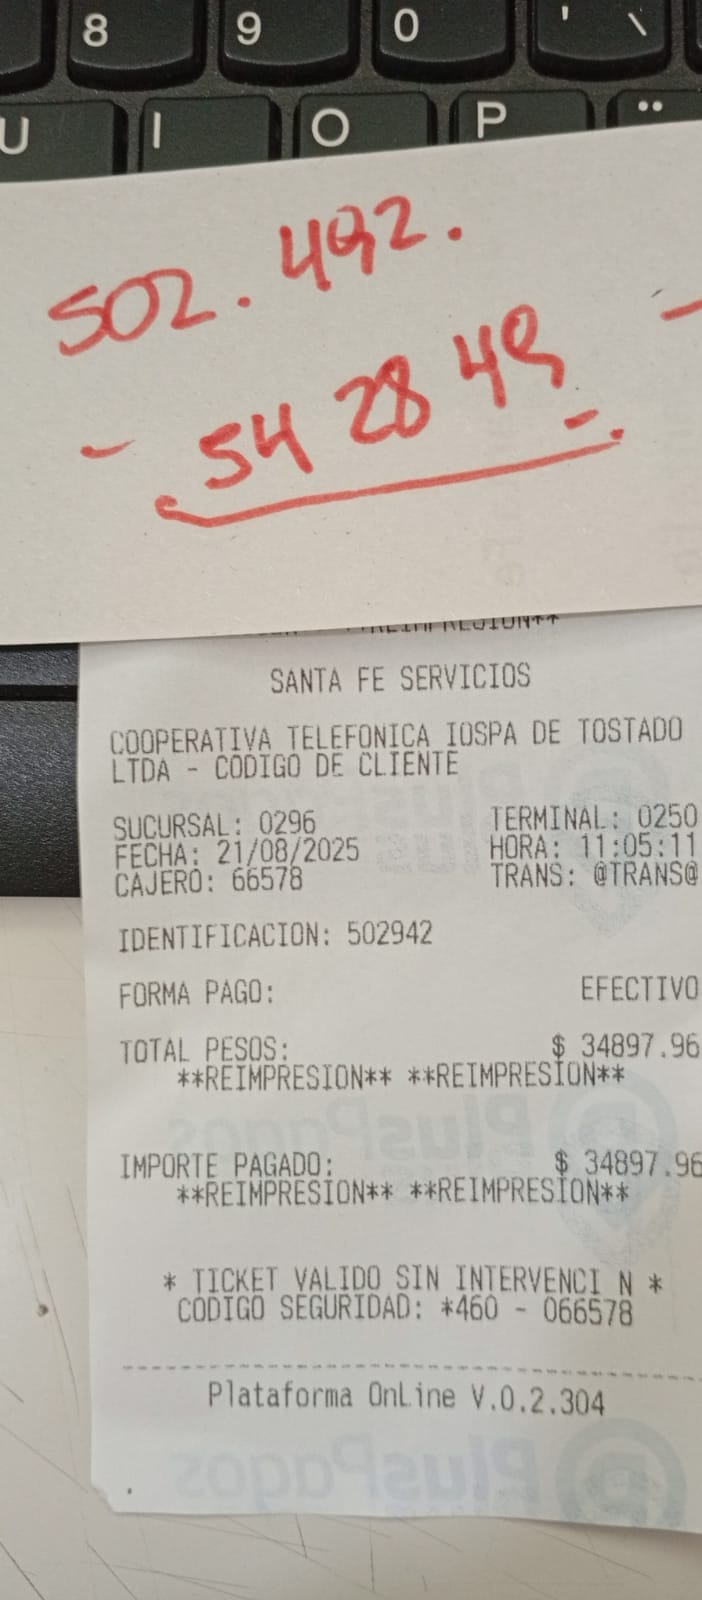 8 9 0 ' \
U I O P ¨
502.492.
- 54 28 49 -
**REIMPRESION**
SANTA FE SERVICIOS
COOPERATIVA TELEFONICA IOSPA DE TOSTADO
LTDA - CODIGO DE CLIENTE
SUCURSAL: 0296 TERMINAL: 0250
FECHA: 21/08/2025 HORA: 11:05:11
CAJERO: 66578 TRANS: @TRANS@
IDENTIFICACION: 502942
FORMA PAGO: EFECTIVO
TOTAL PESOS: $ 34897.96
**REIMPRESION** **REIMPRESION**
IMPORTE PAGADO: $ 34897.96
**REIMPRESION** **REIMPRESION**
* TICKET VALIDO SIN INTERVENCI N *
CODIGO SEGURIDAD: *460 - 066578
Plataforma OnLine V.0.2.304
PlusPagos